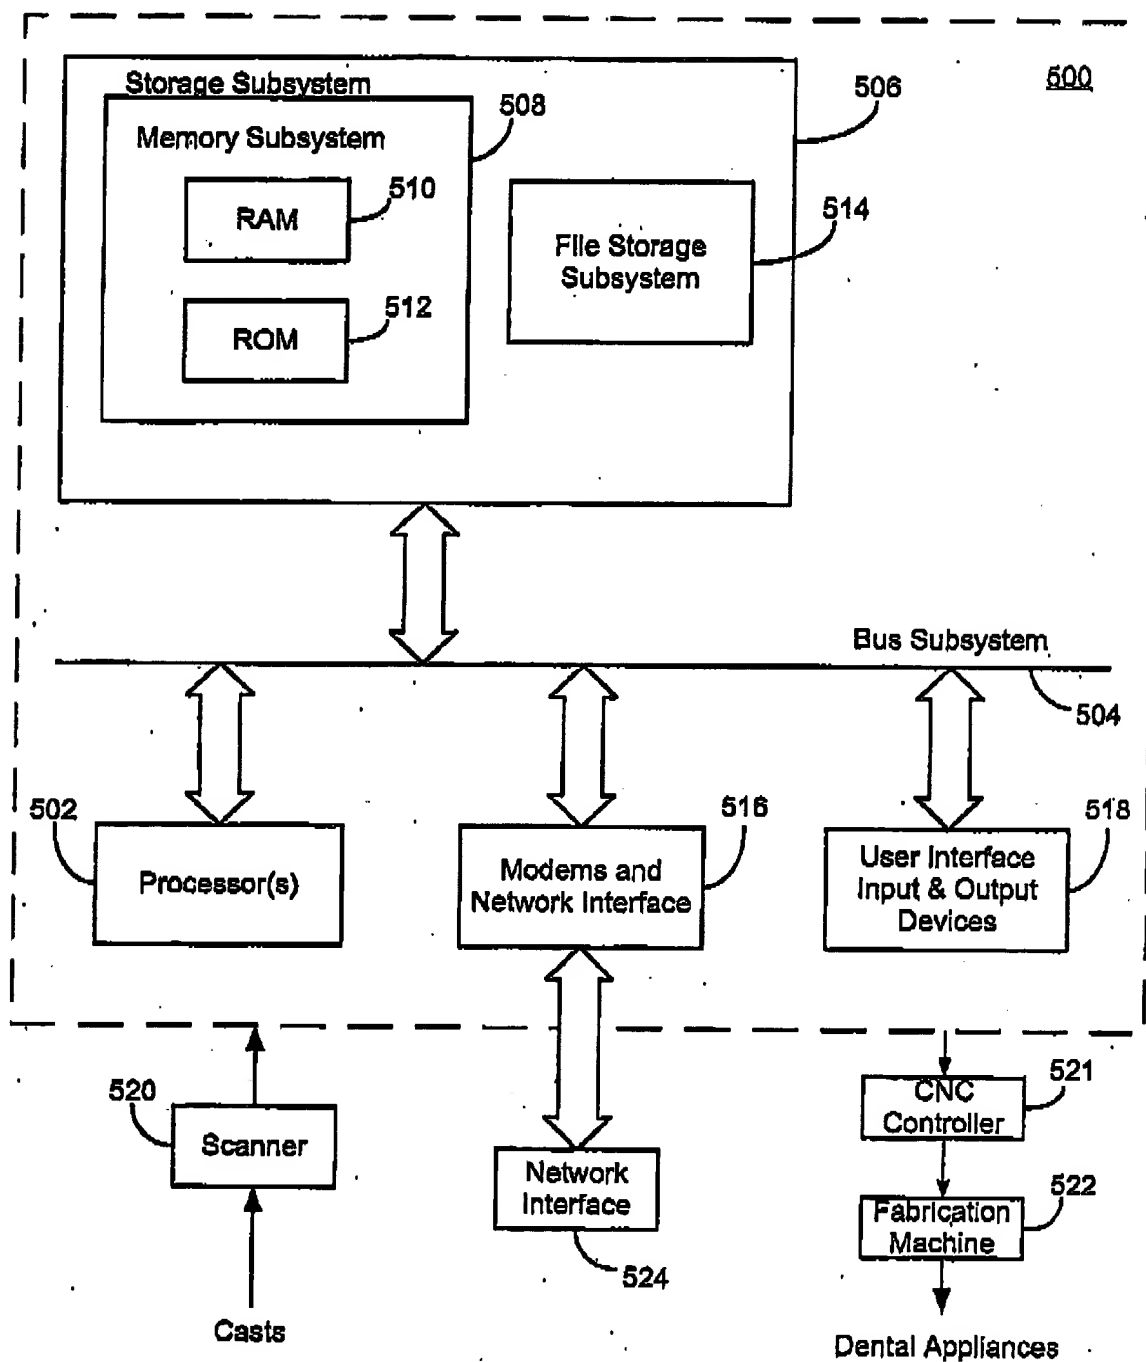 500
Storage Subsystem
506
508
Memory Subsystem
510
RAM
514
File Storage
Subsystem
512
ROM
Bus Subsystem
504
502
Processor(s)
516
Modems and
Network Interface
518
User Interface
Input & Output
Devices
520
Scanner
Casts
Network
Interface
524
521
CNC
Controller
522
Fabrication
Machine
Dental Appliances